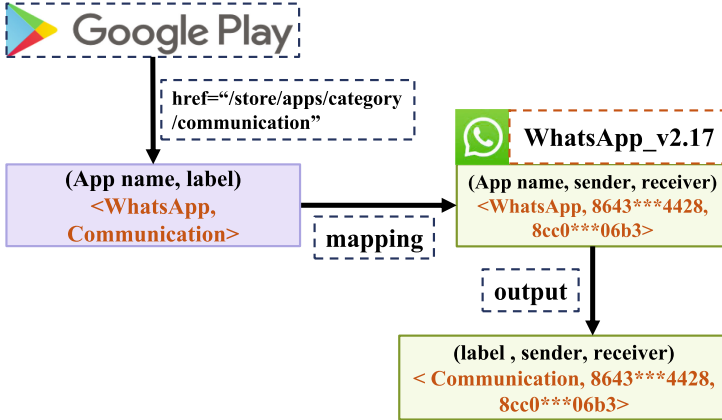 Google Play
href=“/store/apps/category
/communication”
WhatsApp_v2.17
(App name, label)
<WhatsApp,
Communication>
mapping
(App name, sender, receiver)
<WhatsApp, 8643***4428,
8cc0***06b3>
output
(label , sender, receiver)
< Communication, 8643***4428,
8cc0***06b3>